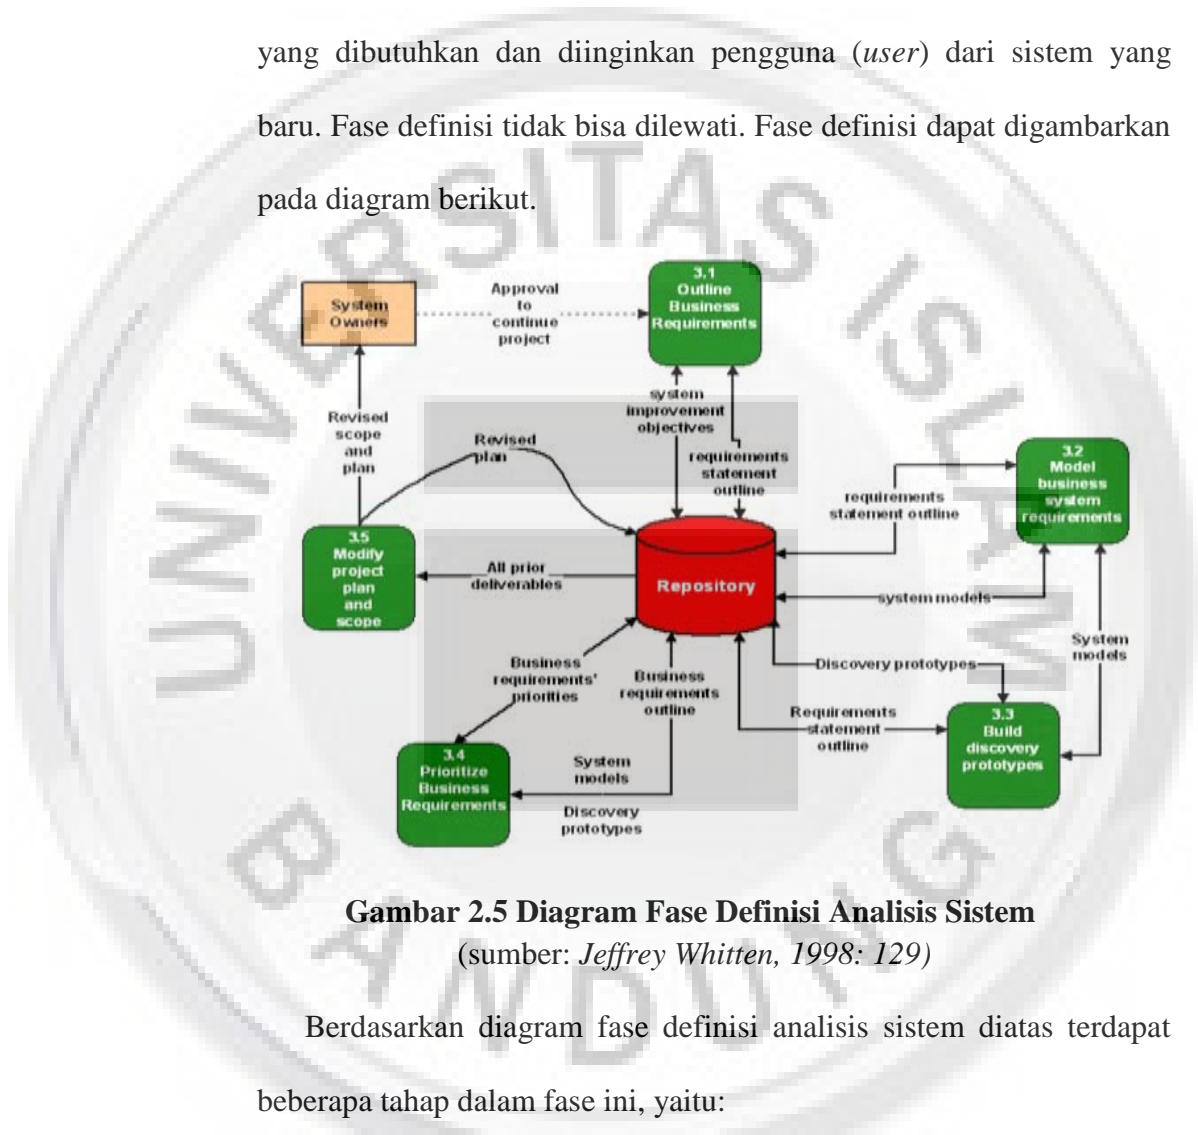 yang dibutuhkan dan diinginkan pengguna (user) dari sistem yang
baru. Fase definisi tidak bisa dilewati. Fase definisi dapat digambarkan
pada diagram berikut.
System
Owners
Approval
to
continue
project
3.1
Outline
Business
Requirements
Revised
scope
and
plan
Revised
plan
system
improvement
objectives
requirements
statement
outline
requirements
statement outline
3.2
Model
business
system
requirements
3.5
Modify
project
plan
and
scope
All prior
deliverables
Repository
system models
System
models
Business
requirements'
priorities
Business
requirements
outline
Discovery prototypes
Requirements
statement
outline
3.3
Build
discovery
prototypes
3.4
Prioritize
Business
Requirements
System
models
Discovery
prototypes
Gambar 2.5 Diagram Fase Definisi Analisis Sistem
(sumber: Jeffrey Whitten, 1998: 129)
Berdasarkan diagram fase definisi analisis sistem diatas terdapat
beberapa tahap dalam fase ini, yaitu:
UNIVERSITAS ISLAM
BANDUNG